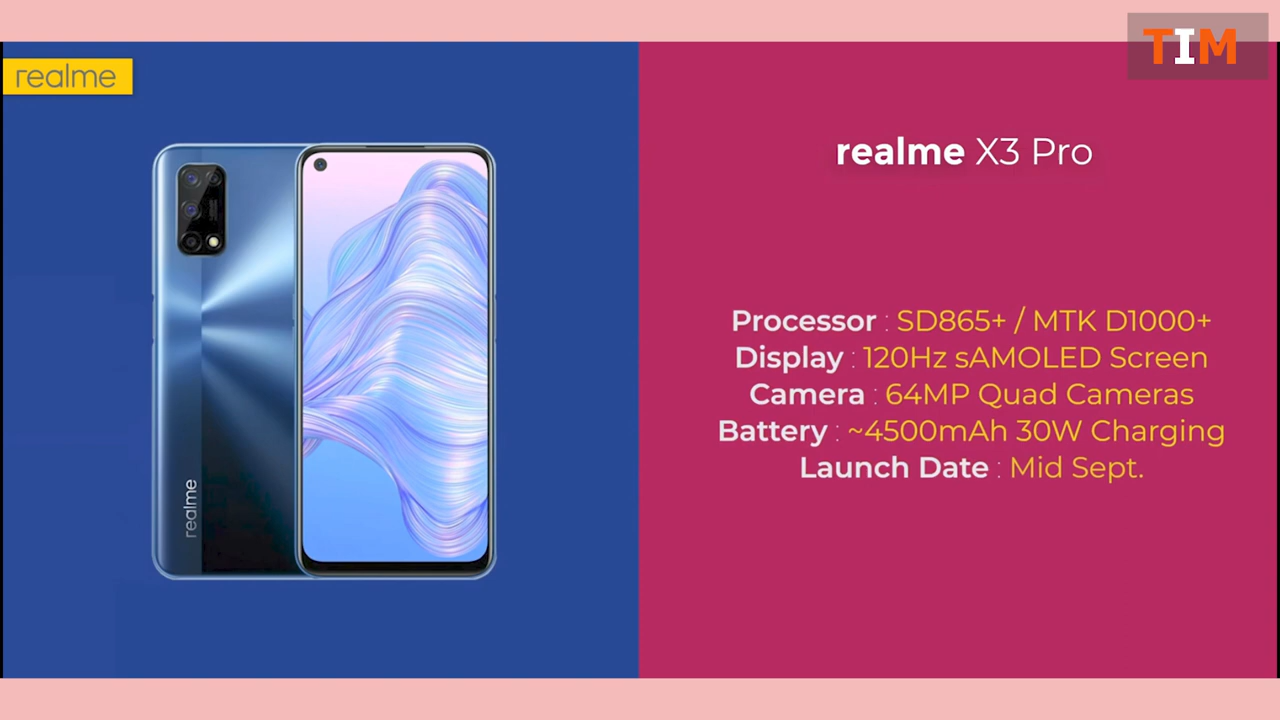 TIM
realme
realme X3 Pro
Processor : SD865+ / MTK D1000+
Display : 120Hz sAMOLED Screen
Camera : 64MP Quad Cameras
Battery : ~4500mAh 30W Charging
Launch Date : Mid Sept.
realme